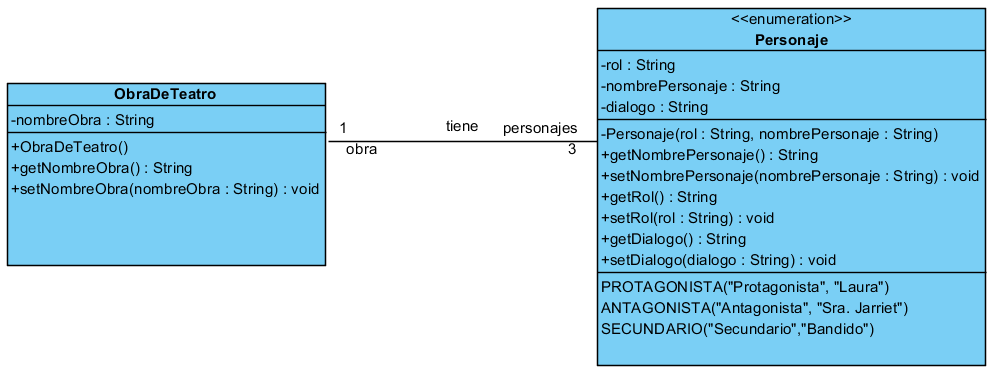 ObraDeTeatro
-nombreObra : String
+ObraDeTeatro()
+getNombreObra() : String
+setNombreObra(nombreObra : String) : void
1
tiene
personajes
obra
3
<<enumeration>>
Personaje
-rol : String
-nombrePersonaje : String
-dialogo : String
-Personaje(rol : String, nombrePersonaje : String)
+getNombrePersonaje() : String
+setNombrePersonaje(nombrePersonaje : String) : void
+getRol() : String
+setRol(rol : String) : void
+getDialogo() : String
+setDialogo(dialogo : String) : void
PROTAGONISTA("Protagonista", "Laura")
ANTAGONISTA("Antagonista", "Sra. Jarriet")
SECUNDARIO("Secundario","Bandido")